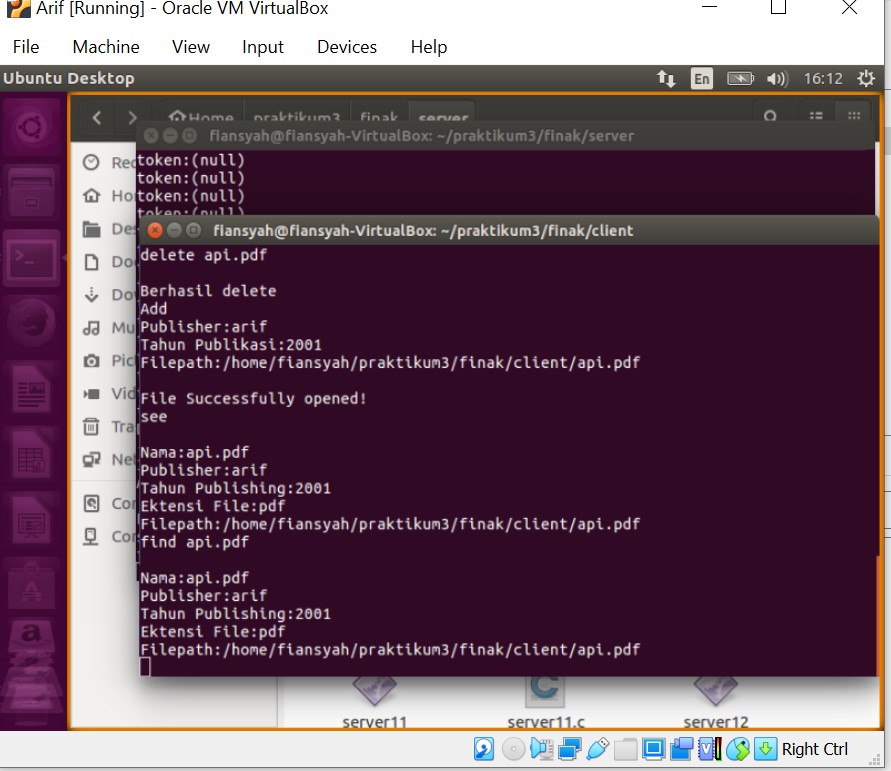 Arif [Running] - Oracle VM VirtualBox
File Machine View Input Devices Help
Ubuntu Desktop
En
16:12
Home praktikum3 finak server
fiansyah@fiansyah-VirtualBox: ~/praktikum3/finak/server
token:(null)
token:(null)
token:(null)
token:(null)
Rec
Ho
Des
Do
Do
Mu
Pic
Vid
Tra
Net
Cor
Cor
fiansyah@fiansyah-VirtualBox: ~/praktikum3/finak/client
delete api.pdf
Berhasil delete
Add
Publisher:arif
Tahun Publikasi:2001
Filepath:/home/fiansyah/praktikum3/finak/client/api.pdf
File Successfully opened!
see
Nama:api.pdf
Publisher:arif
Tahun Publishing:2001
Ektensi File:pdf
Filepath:/home/fiansyah/praktikum3/finak/client/api.pdf
find api.pdf
Nama:api.pdf
Publisher:arif
Tahun Publishing:2001
Ektensi File:pdf
Filepath:/home/fiansyah/praktikum3/finak/client/api.pdf
server11 server11.c server12
Right Ctrl